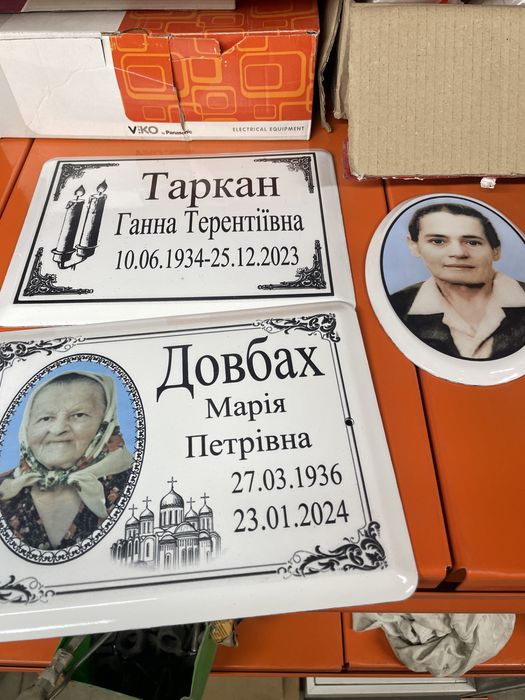 VIKO by Panasonic
ELECTRICAL EQUIPMENT
Таркан
Ганна Терентіївна
10.06.1934-25.12.2023
Довбах
Марія
Петрівна
27.03.1936
23.01.2024